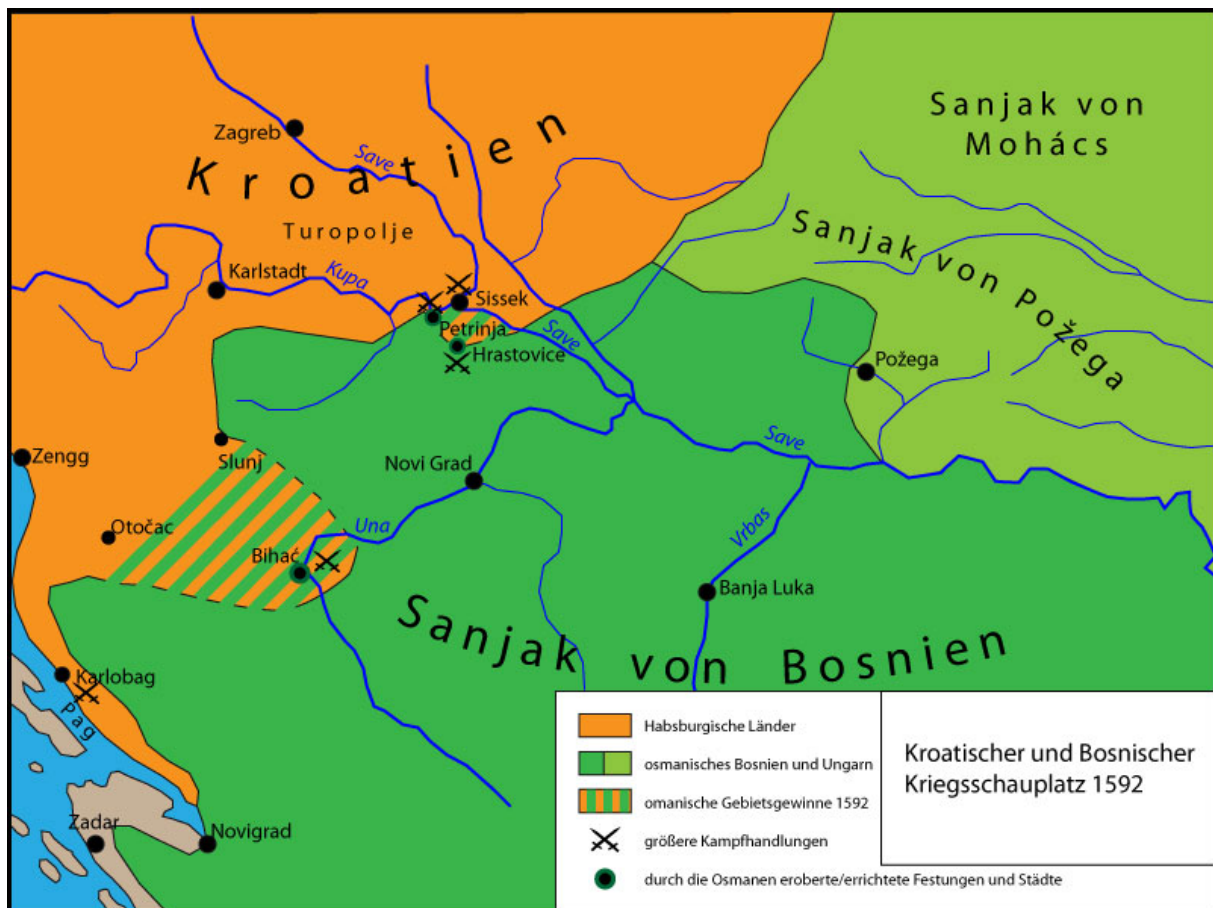 Sanjak von
Mohács
Zagreb
Save
Kroatien
Turopolje
Sanjak von Požega
Karlstadt
Kupa
Sissek
Petrinja
Save
Hrastovice
Požega
Zengg
Slunj
Save
Novi Grad
Otočac
Una
Vrbas
Bihać
Banja Luka
Sanjak von Bosnien
Karlobag
Pag
Zadar
Novigrad
Habsburgische Länder
osmanisches Bosnien und Ungarn
omanische Gebietsgewinne 1592
größere Kampfhandlungen
durch die Osmanen eroberte/errichtete Festungen und Städte
Kroatischer und Bosnischer
Kriegsschauplatz 1592